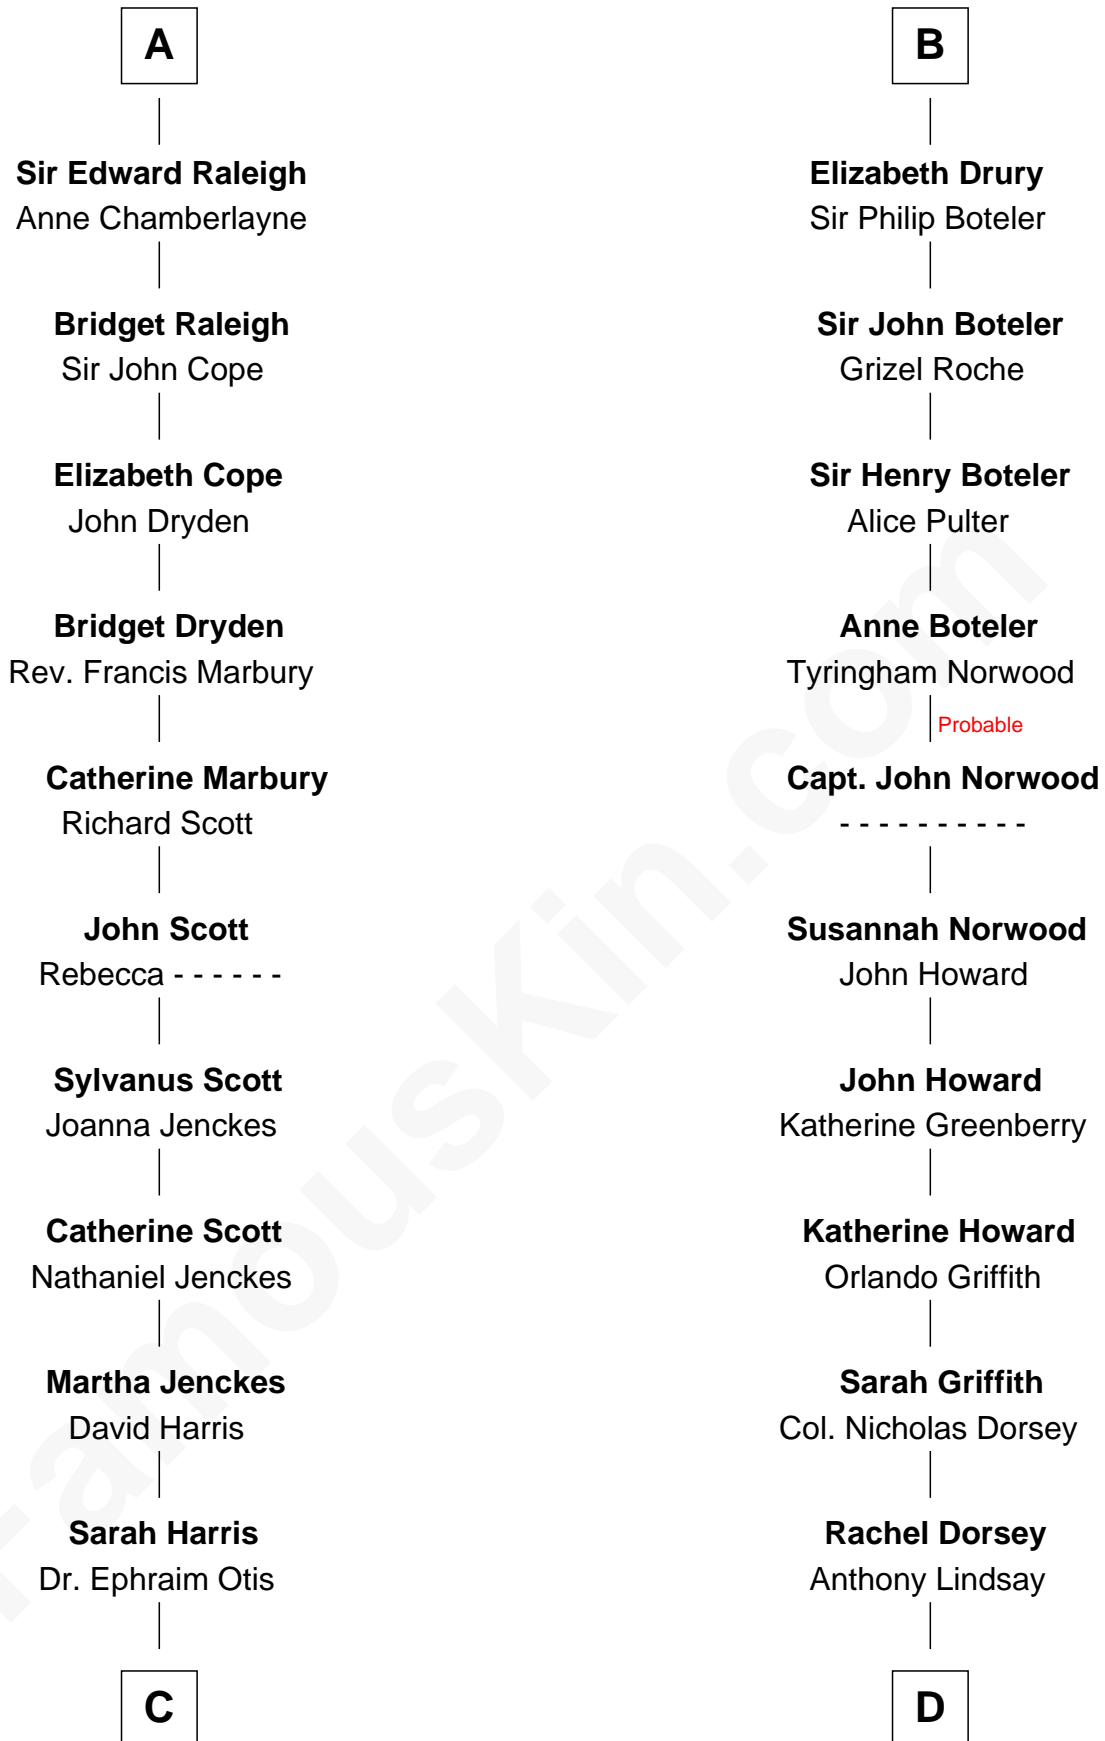 A
Sir Edward Raleigh
Anne Chamberlayne
Bridget Raleigh
Sir John Cope
Elizabeth Cope
John Dryden
Bridget Dryden
Rev. Francis Marbury
Catherine Marbury
Richard Scott
John Scott
Rebecca - - - - - -
Sylvanus Scott
Joanna Jenckes
Catherine Scott
Nathaniel Jenckes
Martha Jenckes
David Harris
Sarah Harris
Dr. Ephraim Otis
C
B
Elizabeth Drury
Sir Philip Boteler
Sir John Boteler
Grizel Roche
Sir Henry Boteler
Alice Pulter
Anne Boteler
Tyringham Norwood
Probable
Capt. John Norwood
- - - - - - - - - -
Susannah Norwood
John Howard
John Howard
Katherine Greenberry
Katherine Howard
Orlando Griffith
Sarah Griffith
Col. Nicholas Dorsey
Rachel Dorsey
Anthony Lindsay
D
FamousKin.com